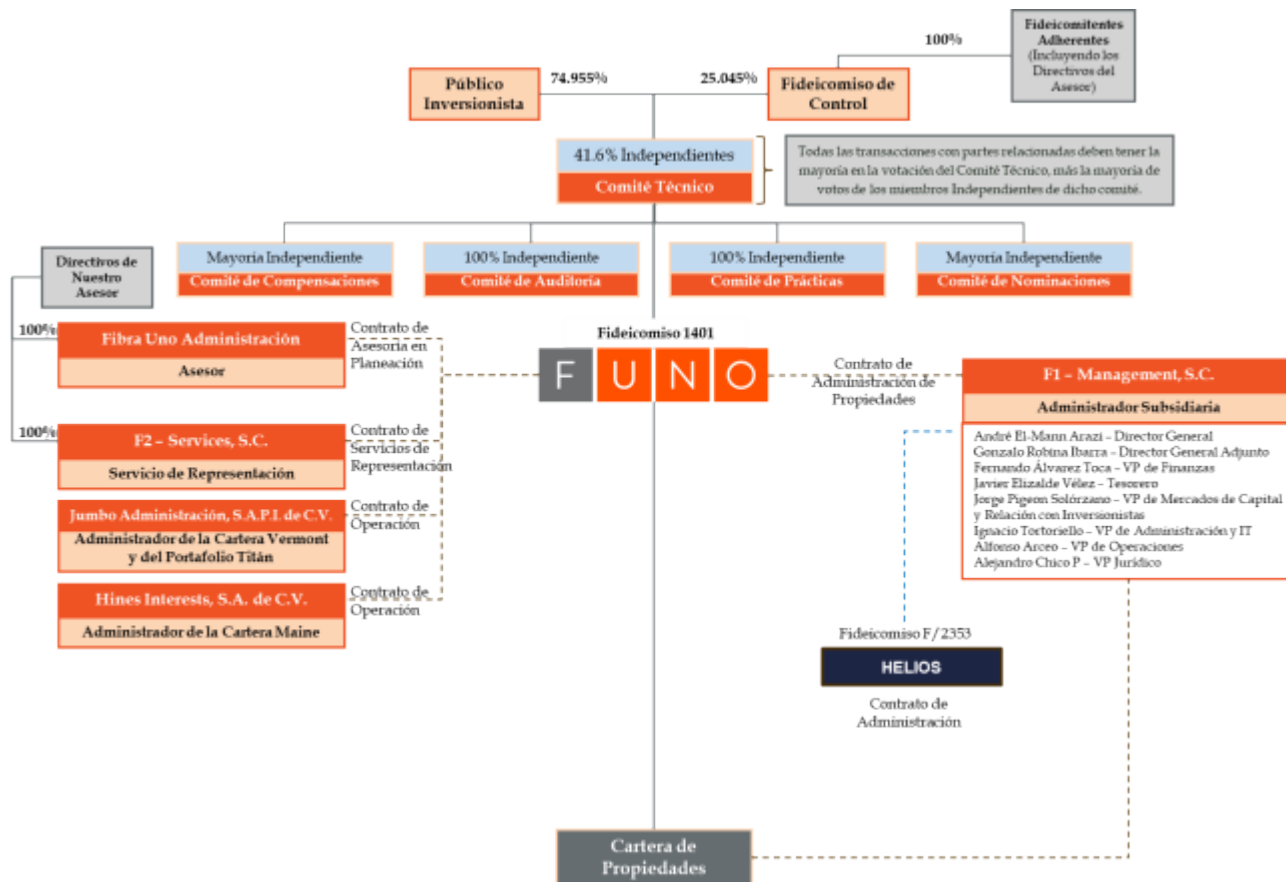 Fideicomitentes
Adherentes
(Incluyendo los
Directivos del
Asesor)
100%
Público
Inversionista
74.955%
25.045%
Fideicomiso de
Control
41.6% Independientes
Comité Técnico
Todas las transacciones con partes relacionadas deben tener la
mayoría en la votación del Comité Técnico, más la mayoría de
votos de los miembros Independientes de dicho comité.
Mayoría Independiente
Comité de Compensaciones
100% Independiente
Comité de Auditoría
100% Independiente
Comité de Prácticas
Mayoría Independiente
Comité de Nominaciones
Directivos de
Nuestro
Asesor
100%
Fibra Uno Administración
Asesor
Contrato de
Asesoría en
Planeación
Fideicomiso 1401
FUNO
Contrato de
Administración de
Propiedades
F1 – Management, S.C.
Administrador Subsidiaria
André El-Mann Arazi – Director General
Gonzalo Robina Ibarra – Director General Adjunto
Fernando Álvarez Toca – VP de Finanzas
Javier Elizalde Vélez – Tesorero
Jorge Pigeon Solórzano – VP de Mercados de Capital
y Relación con Inversionistas
Ignacio Tortoriello – VP de Administración y IT
Alfonso Arceo – VP de Operaciones
Alejandro Chico P – VP Jurídico
100%
F2 – Services, S.C.
Servicio de Representación
Contrato de
Servicios de
Representación
Jumbo Administración, S.A.P.I. de C.V.
Administrador de la Cartera Vermont
y del Portafolio Titán
Contrato de
Operación
Hines Interests, S.A. de C.V.
Administrador de la Cartera Maine
Contrato de
Operación
Fideicomiso F/2353
HELIOS
Contrato de
Administración
Cartera de
Propiedades